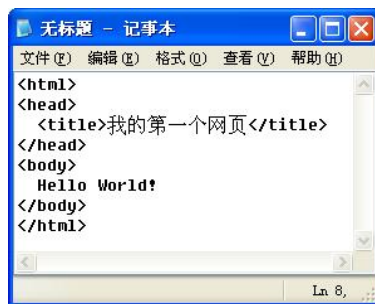 无标题 - 记事本
文件(F) 编辑(E) 格式(O) 查看(V) 帮助(H)
<html>
<head>
  <title>我的第一个网页</title>
</head>
<body>
  Hello World!
</body>
</html>
Ln 8,